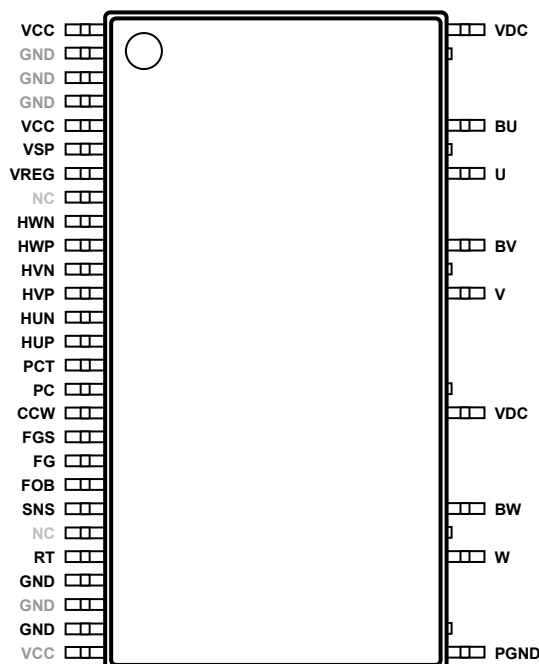 VCC
GND
GND
GND
VCC
VSP
VREG
NC
HWN
HWP
HVN
HVP
HUN
HUP
PCT
PC
CCW
FGS
FG
FOB
SNS
NC
RT
GND
GND
GND
VCC
VDC
BU
U
BV
V
VDC
BW
W
PGND